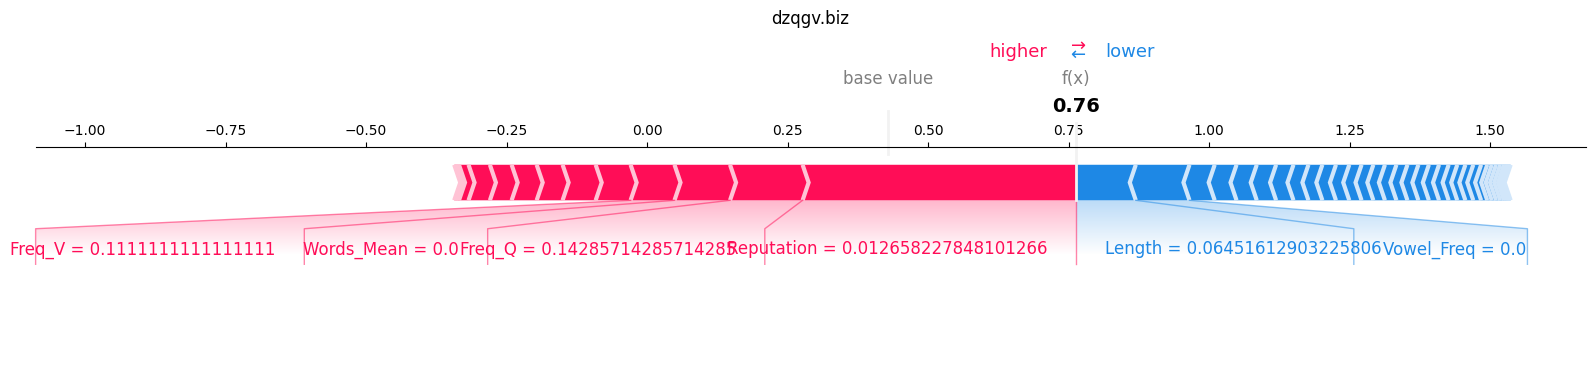 dzqgv.biz
higher → ← lower
base value f(x)
0.76
−1.00 −0.75 −0.50 −0.25 0.00 0.25 0.50 0.75 1.00 1.25 1.50
Freq_V = 0.1111111111111111 Words_Mean = 0.0 Freq_Q = 0.14285714285714285 Reputation = 0.012658227848101266 Length = 0.06451612903225806 Vowel_Freq = 0.0